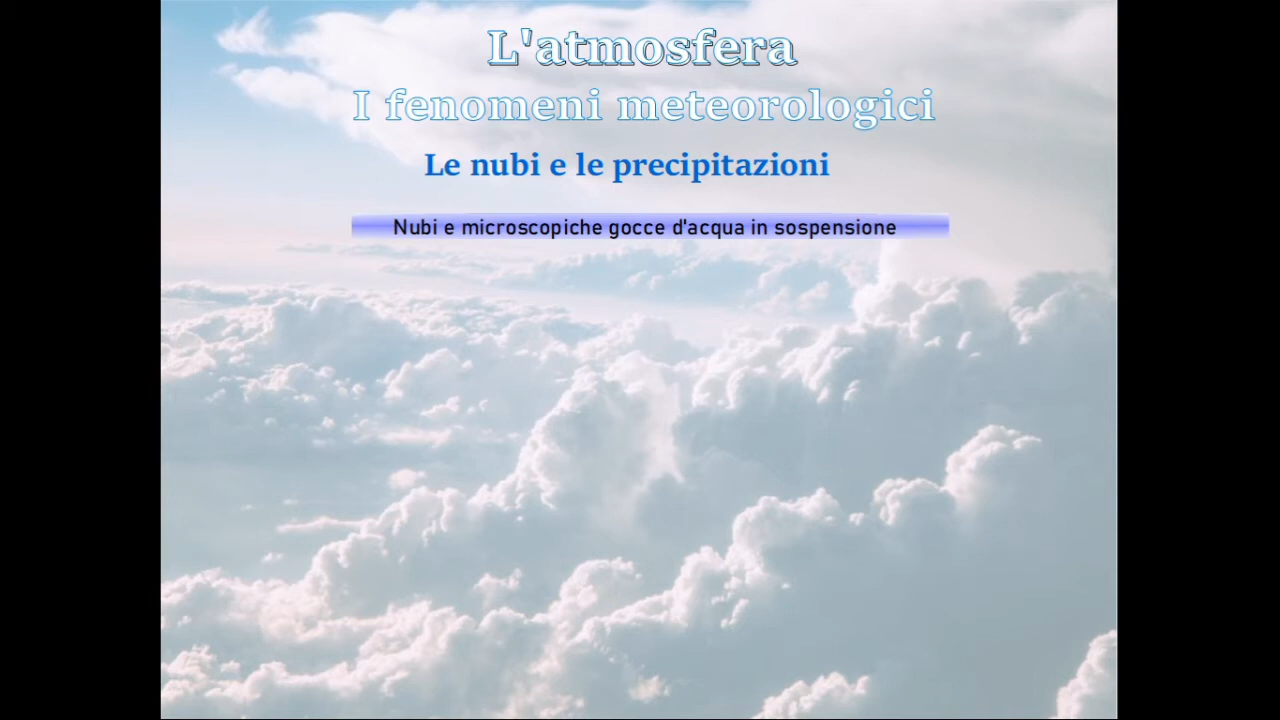 L'atmosfera
I fenomeni meteorologici
Le nubi e le precipitazioni
Nubi e microscopiche gocce d'acqua in sospensione